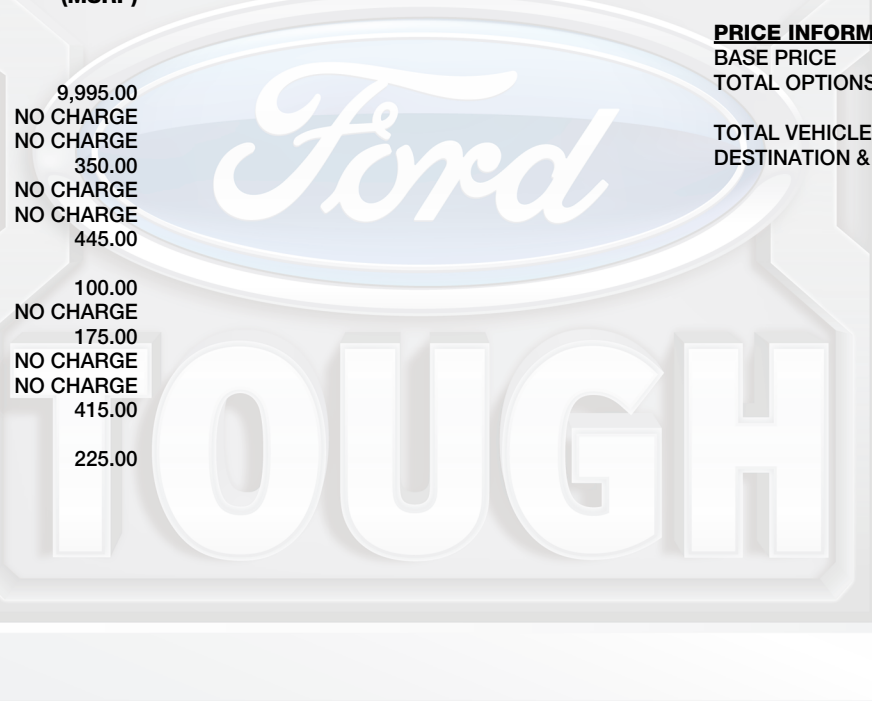 (MSRP)
9,995.00
NO CHARGE
NO CHARGE
350.00
NO CHARGE
NO CHARGE
445.00
100.00
NO CHARGE
175.00
NO CHARGE
NO CHARGE
415.00
225.00
PRICE INFORM
BASE PRICE
TOTAL OPTIONS
TOTAL VEHICLE
DESTINATION &
Ford
TOUGH